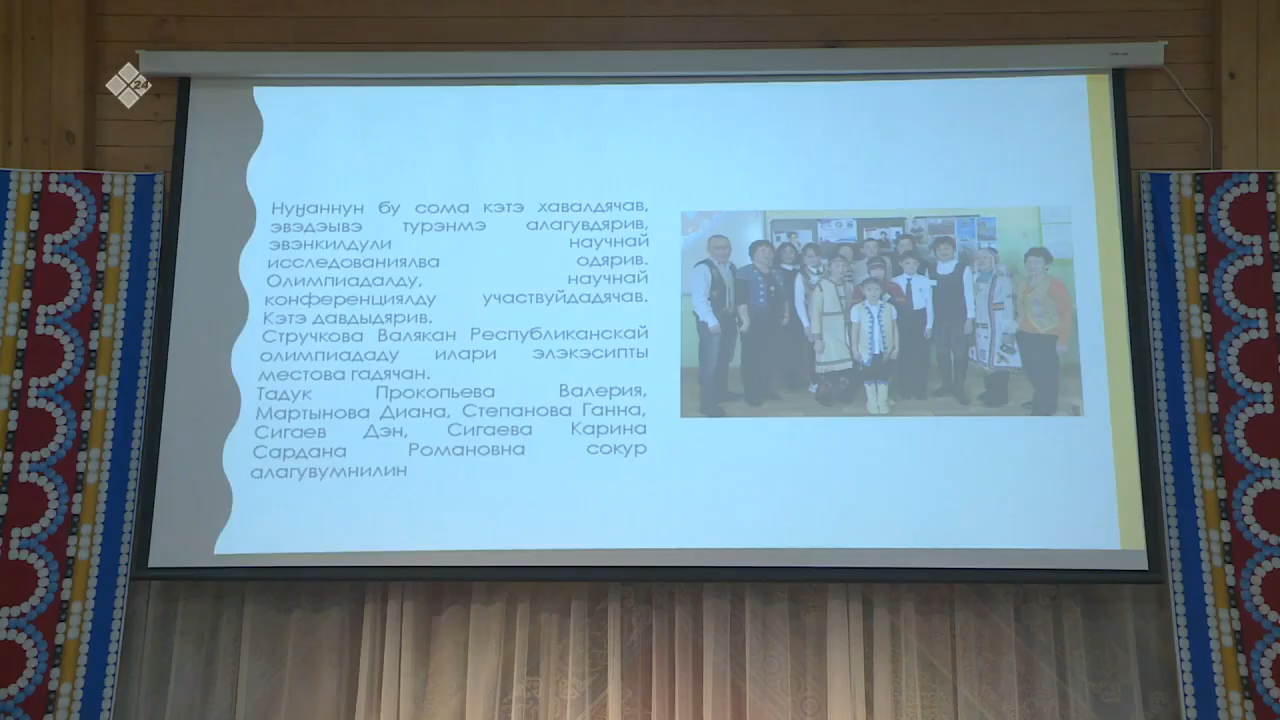 24
Нуӈаннун бу сома кэтэ хавалдячав,
эвэдэывэ турэнмэ алагувдярив,
эвэнкилдули научнай
исследованиялва одярив.
Олимпиадалду, научнай
конференциялду участвуйдадячав.
Кэтэ давдыдярив.
Стручкова Валякан Республиканскай
олимпиададу илари элэкэсипты
местова гадячан.
Тадук Прокопьева Валерия,
Мартынова Диана, Степанова Ганна,
Сигаев Дэн, Сигаева Карина
Сардана Романовна сокур
алагувумнилин